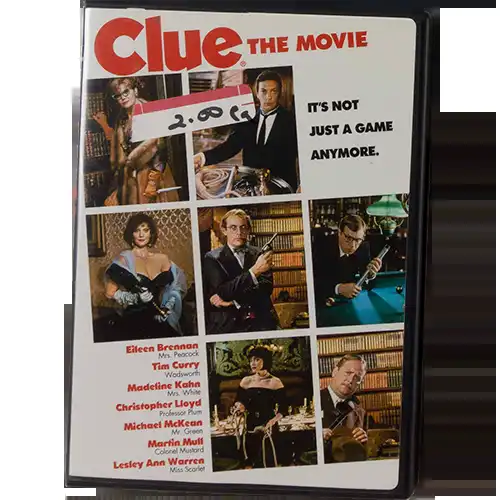 Clue® THE MOVIE
2.00 ea
IT'S NOT
JUST A GAME
ANYMORE.
Eileen Brennan
Mrs. Peacock
Tim Curry
Wadsworth
Madeline Kahn
Mrs. White
Christopher Lloyd
Professor Plum
Michael McKean
Mr. Green
Martin Mull
Colonel Mustard
Lesley Ann Warren
Miss Scarlet